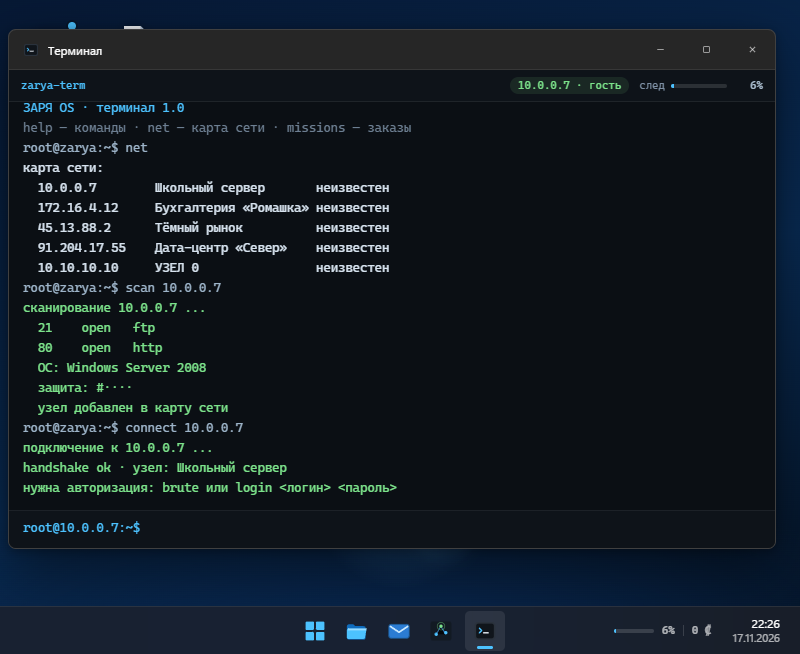 Терминал
zarya-term
10.0.0.7 · гость след 6%
ЗАРЯ OS · терминал 1.0
help — команды · net — карта сети · missions — заказы
root@zarya:~$ net
карта сети:
10.0.0.7 Школьный сервер неизвестен
172.16.4.12 Бухгалтерия «Ромашка» неизвестен
45.13.88.2 Тёмный рынок неизвестен
91.204.17.55 Дата-центр «Север» неизвестен
10.10.10.10 УЗЕЛ 0 неизвестен
root@zarya:~$ scan 10.0.0.7
сканирование 10.0.0.7 ...
21 open ftp
80 open http
ОС: Windows Server 2008
защита: #····
узел добавлен в карту сети
root@zarya:~$ connect 10.0.0.7
подключение к 10.0.0.7 ...
handshake ok · узел: Школьный сервер
нужна авторизация: brute или login <логин> <пароль>
root@10.0.0.7:~$
6% 0 ₡
22:26
17.11.2026